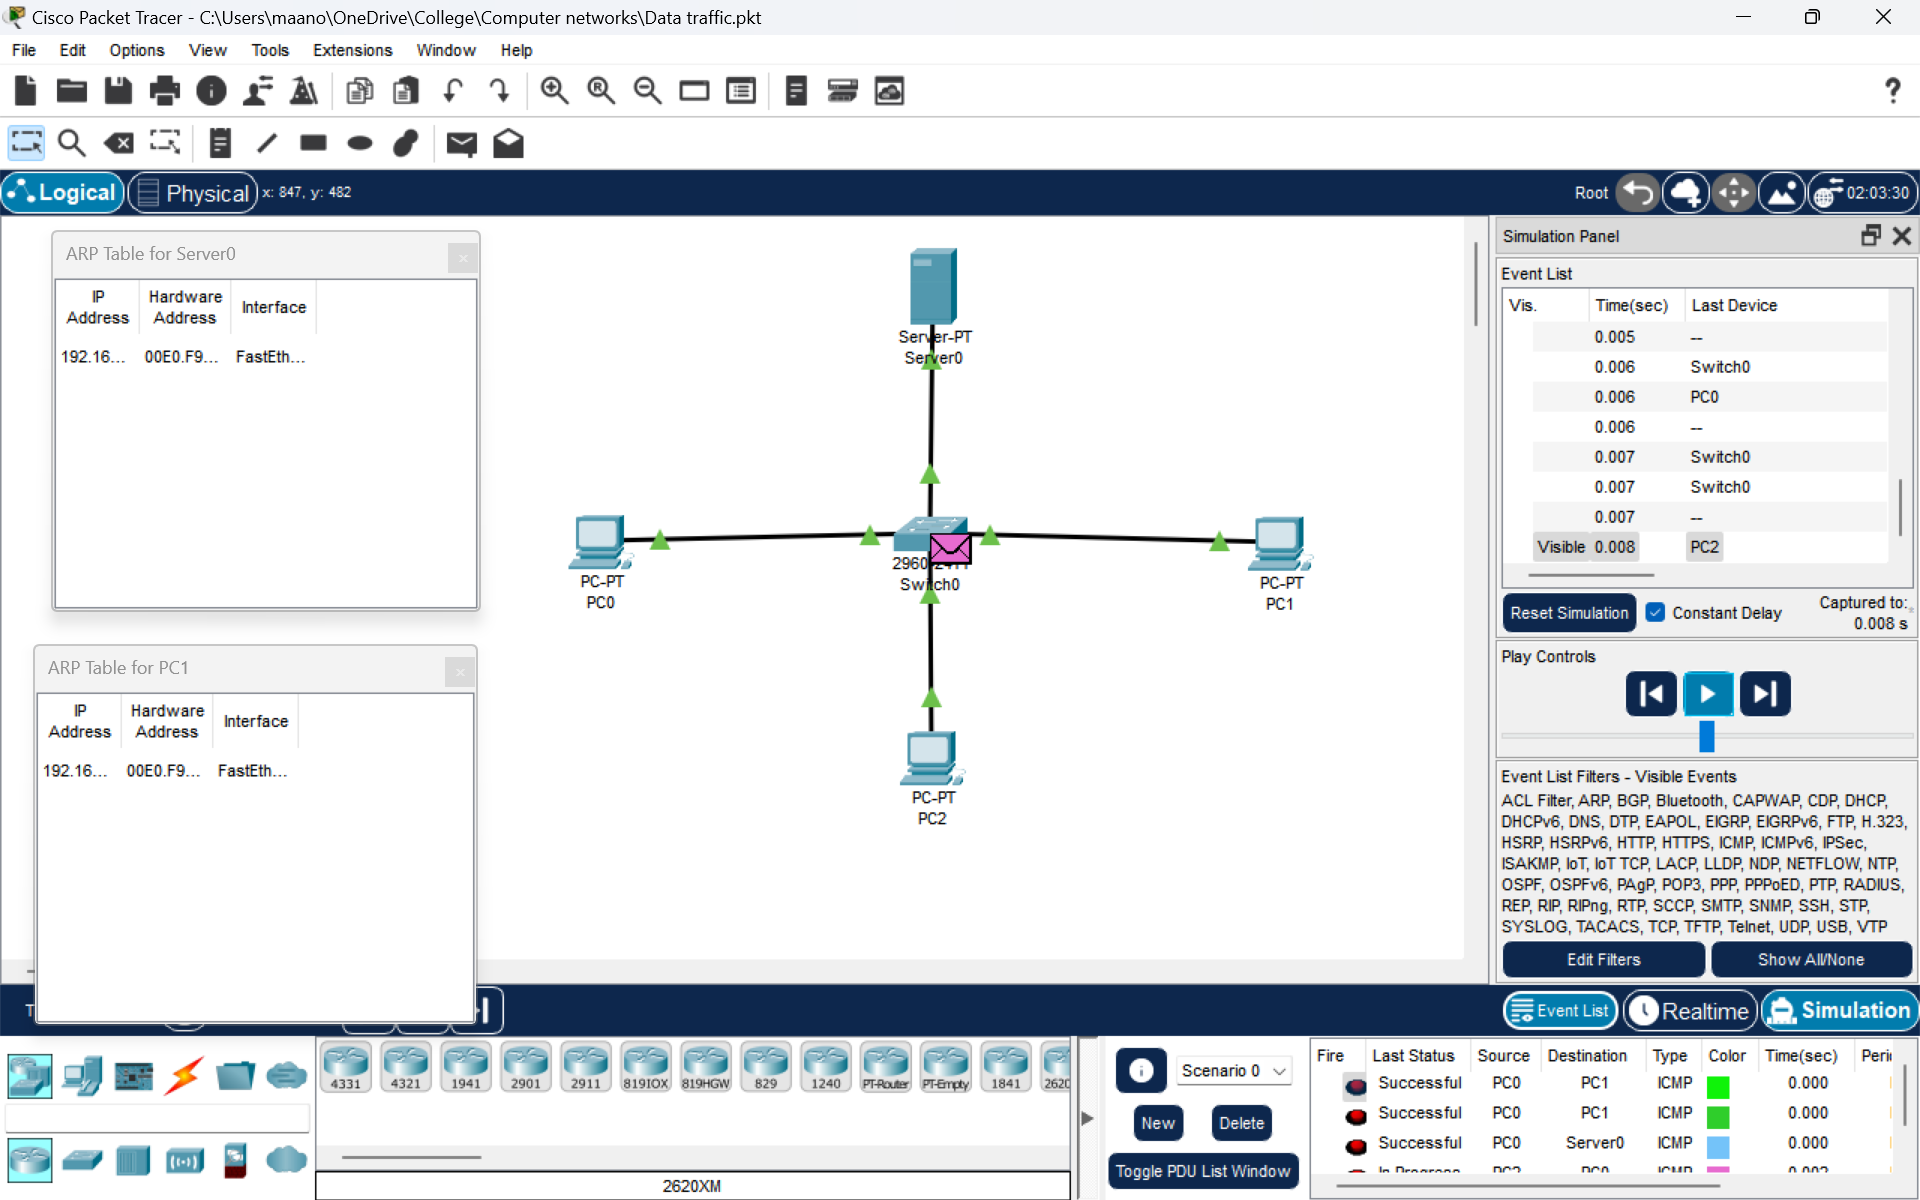 Cisco Packet Tracer - C:\Users\maano\OneDrive\College\Computer networks\Data traffic.pkt
File Edit Options View Tools Extensions Window Help
Logical Physical x: 847, y: 482 Root 02:03:30
ARP Table for Server0
IP Address Hardware Address Interface
192.16... 00E0.F9... FastEth...
ARP Table for PC1
IP Address Hardware Address Interface
192.16... 00E0.F9... FastEth...
Server-PT
Server0
PC-PT
PC0
Switch0
PC-PT
PC1
PC-PT
PC2
Simulation Panel
Event List
Vis. Time(sec) Last Device
0.005 --
0.006 Switch0
0.006 PC0
0.006 --
0.007 Switch0
0.007 Switch0
0.007 --
Visible 0.008 PC2
Reset Simulation Constant Delay Captured to:
0.008 s
Play Controls
Event List Filters - Visible Events
ACL Filter, ARP, BGP, Bluetooth, CAPWAP, CDP, DHCP,
DHCPv6, DNS, DTP, EAPOL, EIGRP, EIGRPv6, FTP, H.323,
HSRP, HSRPv6, HTTP, HTTPS, ICMP, ICMPv6, IPSec,
ISAKMP, IoT, IoT TCP, LACP, LLDP, NDP, NETFLOW, NTP,
OSPF, OSPFv6, PAgP, POP3, PPP, PPPoED, PTP, RADIUS,
REP, RIP, RIPng, RTP, SCCP, SMTP, SNMP, SSH, STP,
SYSLOG, TACACS, TCP, TFTP, Telnet, UDP, USB, VTP
Edit Filters Show All/None
Event List Realtime Simulation
4331 4321 1941 2901 2911 819IOX 819HGW 829 1240 PT-Router PT-Empty 1841 2620
2620XM
Scenario 0
New Delete
Toggle PDU List Window
Fire Last Status Source Destination Type Color Time(sec)
Successful PC0 PC1 ICMP 0.000
Successful PC0 PC1 ICMP 0.000
Successful PC0 Server0 ICMP 0.000